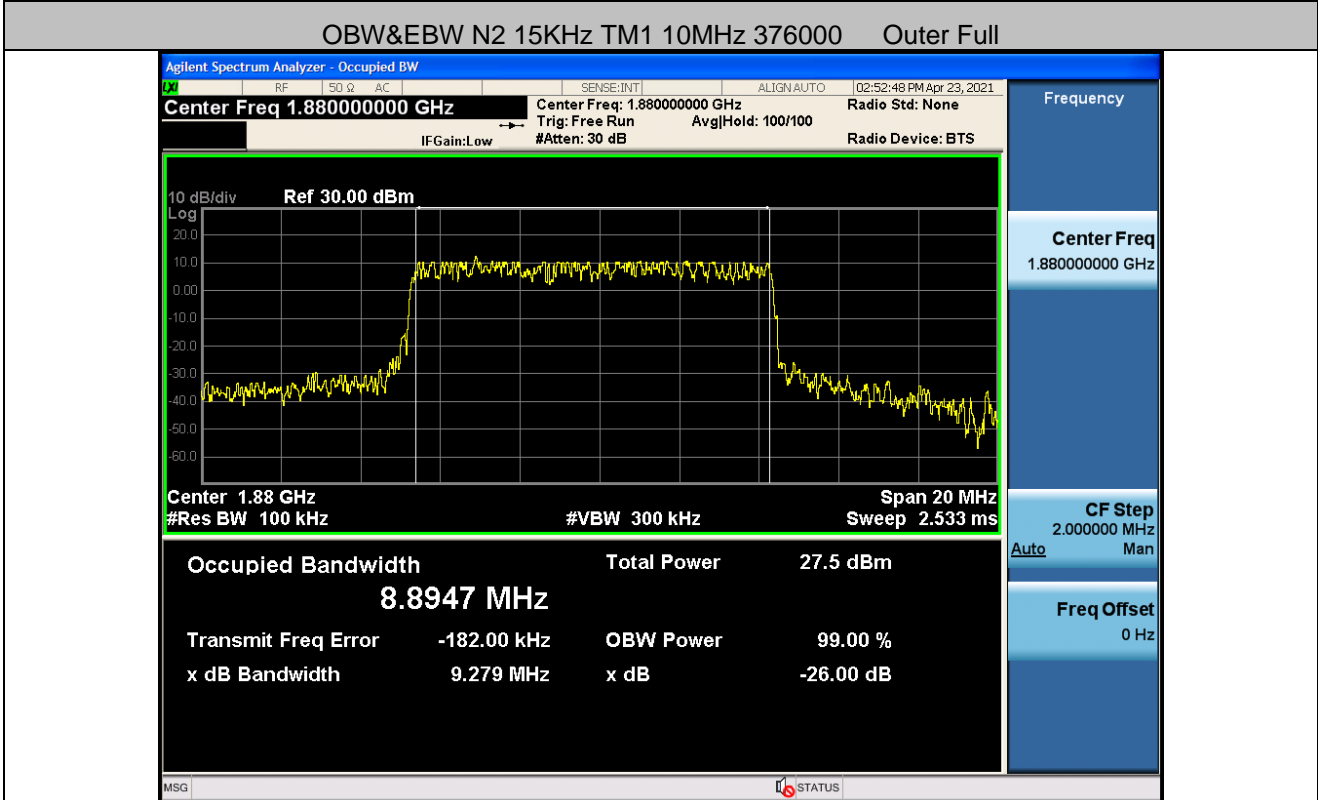 OBW&EBW N2 15KHz TM1 10MHz 376000 Outer Full
Agilent Spectrum Analyzer - Occupied BW
LXI RF 50 Ω AC SENSE:INT ALIGN AUTO 02:52:48 PM Apr 23, 2021
Center Freq 1.880000000 GHz
Center Freq: 1.880000000 GHz Radio Std: None
Trig: Free Run Avg|Hold: 100/100
IFGain:Low #Atten: 30 dB Radio Device: BTS
10 dB/div Ref 30.00 dBm
Log
20.0
10.0
0.00
-10.0
-20.0
-30.0
-40.0
-50.0
-60.0
Center 1.88 GHz Span 20 MHz
#Res BW 100 kHz #VBW 300 kHz Sweep 2.533 ms
Occupied Bandwidth Total Power 27.5 dBm
8.8947 MHz
Transmit Freq Error -182.00 kHz OBW Power 99.00 %
x dB Bandwidth 9.279 MHz x dB -26.00 dB
Frequency
Center Freq
1.880000000 GHz
CF Step
2.000000 MHz
Auto Man
Freq Offset
0 Hz
MSG STATUS